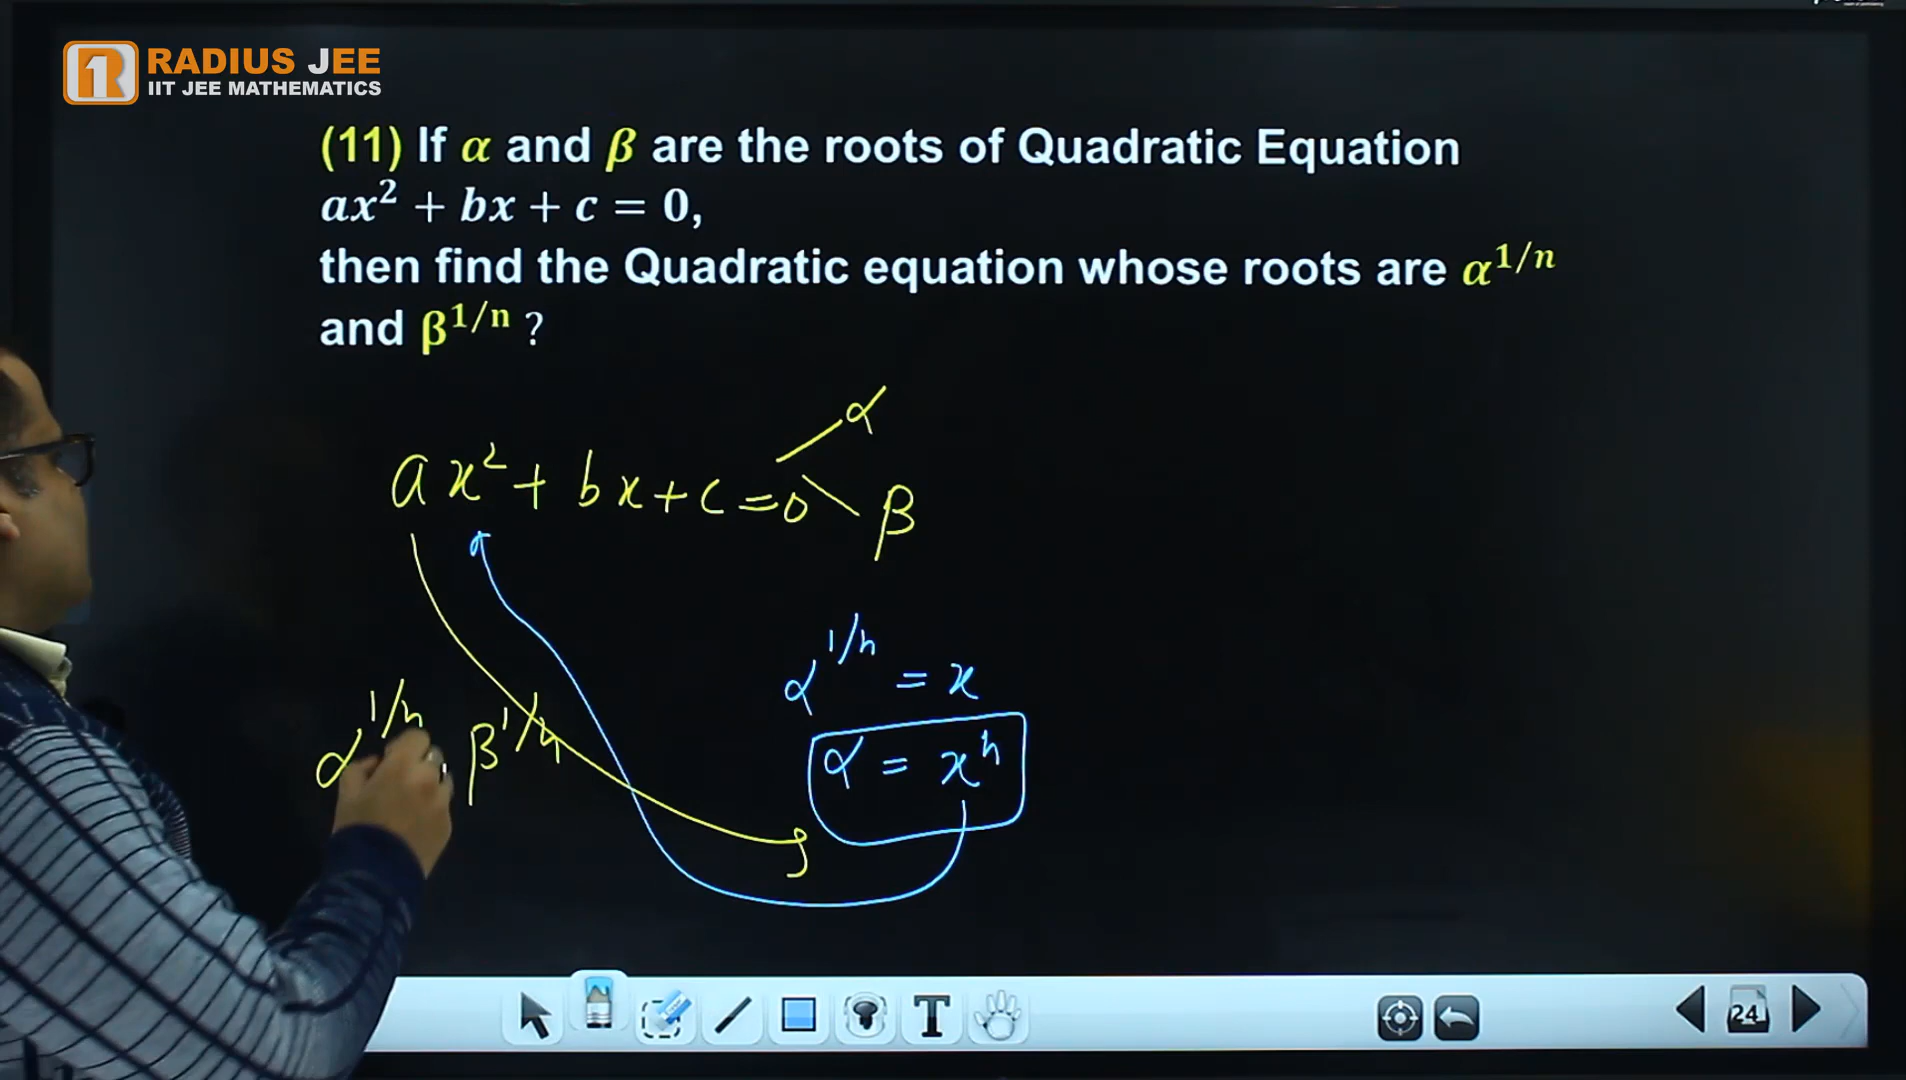 RADIUS JEE
IIT JEE MATHEMATICS
(11) If α and β are the roots of Quadratic Equation
ax² + bx + c = 0,
then find the Quadratic equation whose roots are α^1/n
and β^1/n ?
ax² + bx + c = 0
α
β
α^1/n β^1/n
α^1/n = x
α = x^n
T
24